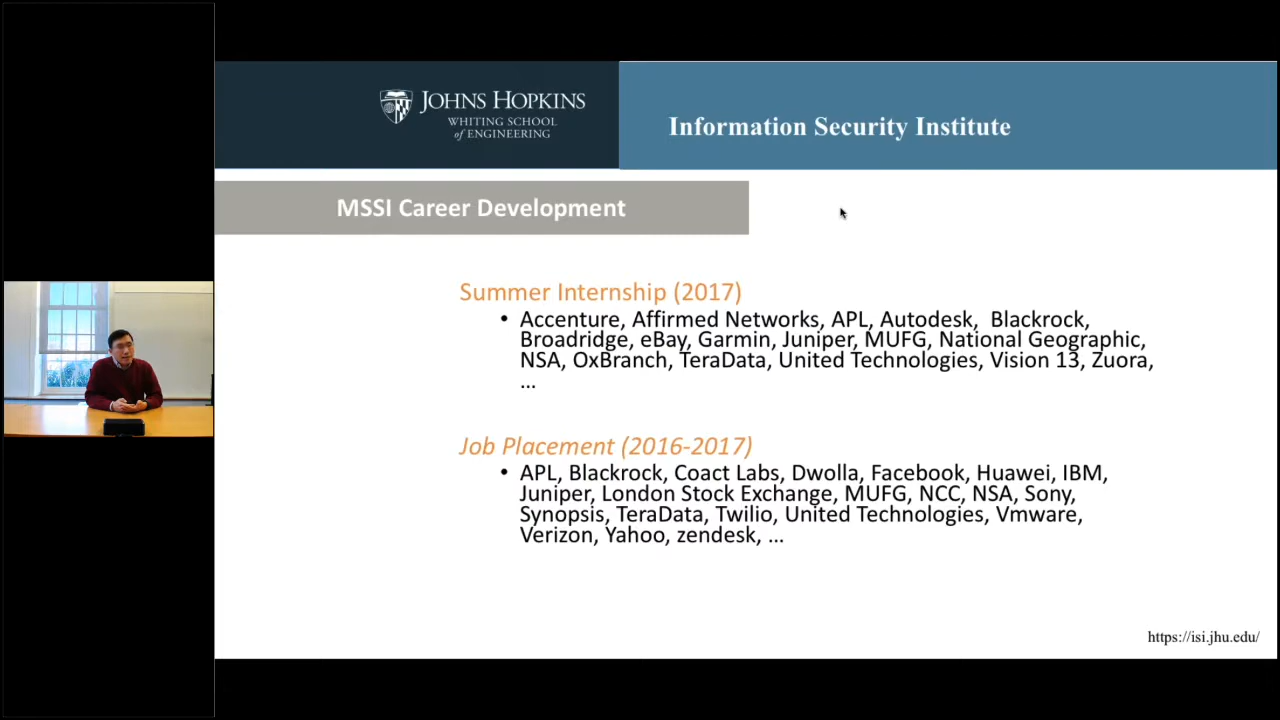 JOHNS HOPKINS
WHITING SCHOOL
of ENGINEERING
Information Security Institute
MSSI Career Development
Summer Internship (2017)
• Accenture, Affirmed Networks, APL, Autodesk,  Blackrock,
Broadridge, eBay, Garmin, Juniper, MUFG, National Geographic,
NSA, OxBranch, TeraData, United Technologies, Vision 13, Zuora,
...
Job Placement (2016-2017)
• APL, Blackrock, Coact Labs, Dwolla, Facebook, Huawei, IBM,
Juniper, London Stock Exchange, MUFG, NCC, NSA, Sony,
Synopsis, TeraData, Twilio, United Technologies, Vmware,
Verizon, Yahoo, zendesk, ...
https://isi.jhu.edu/